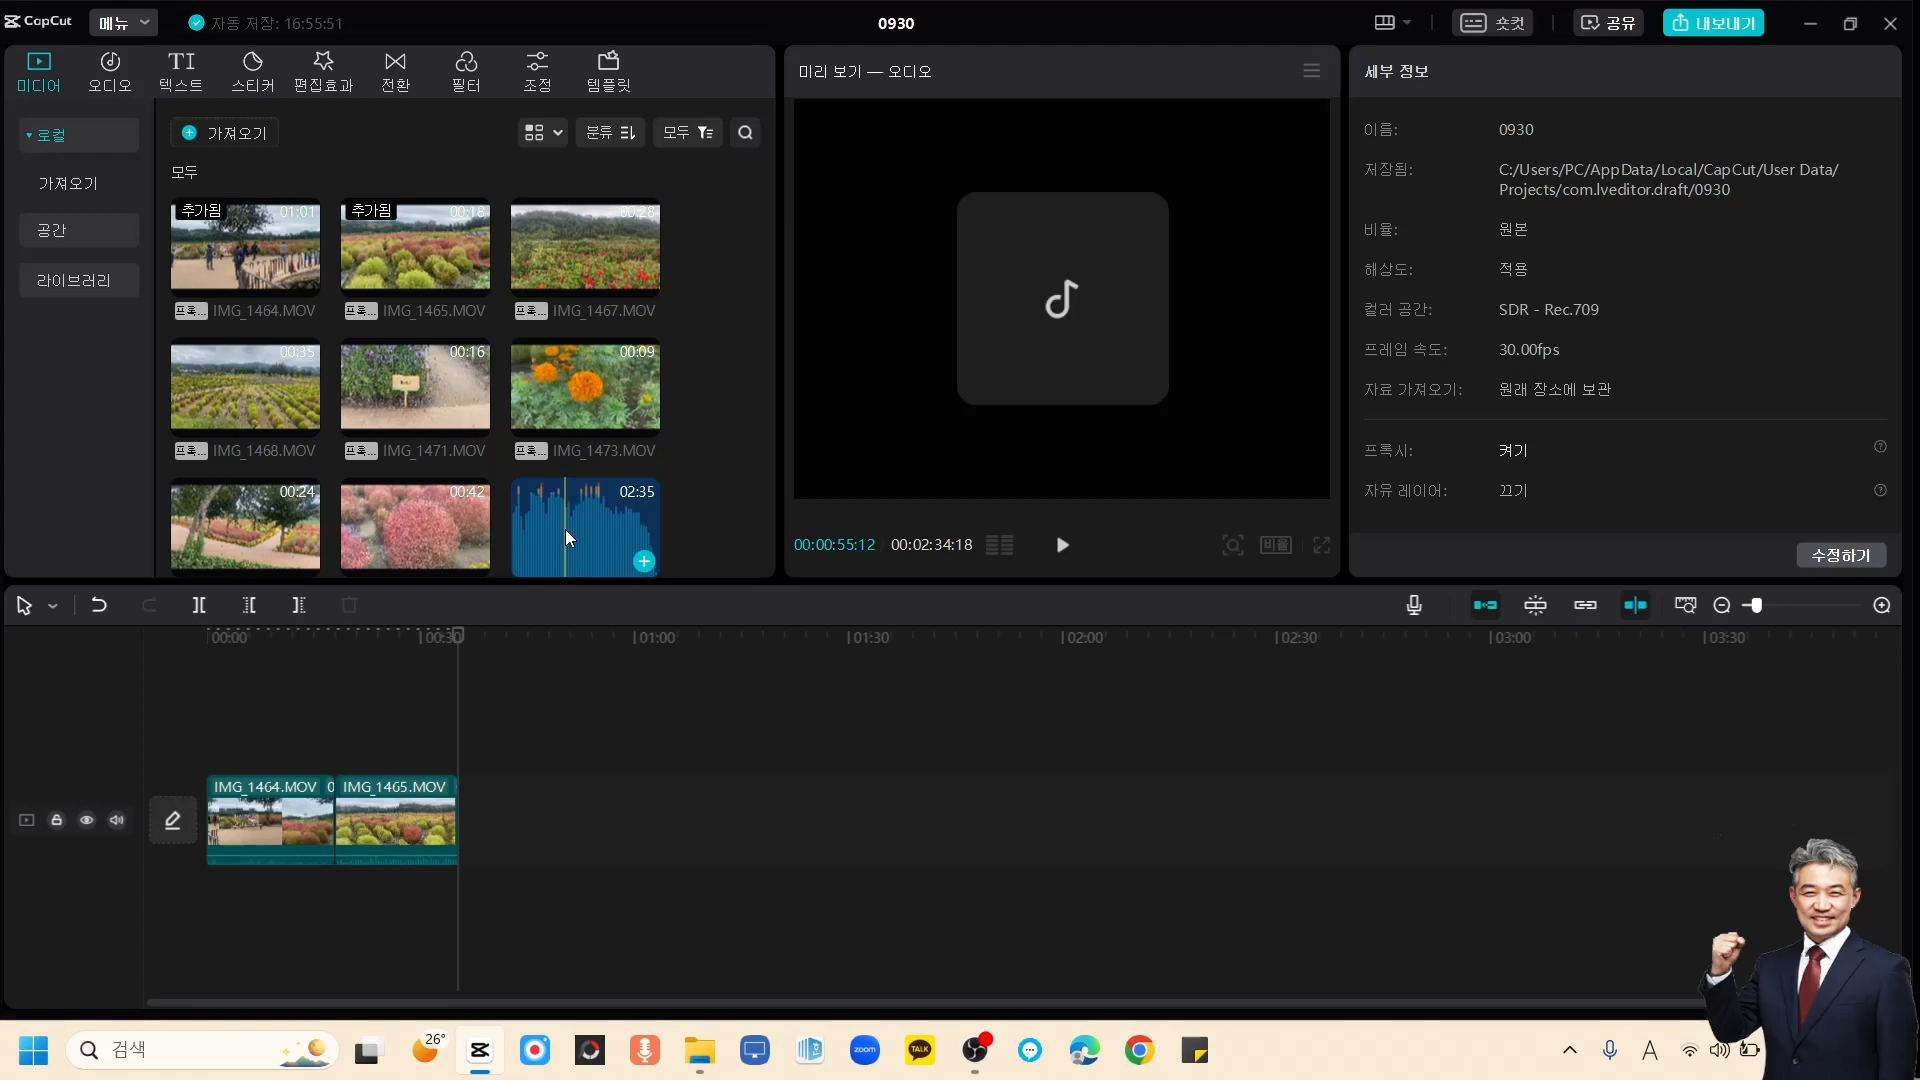 CapCut 메뉴 자동 저장: 16:55:51 0930 숏컷 공유 내보내기
미디어 오디오 텍스트 스티커 편집효과 전환 필터 조정 템플릿
로컬
가져오기
공간
라이브러리
가져오기 분류 모두
모두
추가됨 01:01 추가됨 00:18 00:28
프록... IMG_1464.MOV 프록... IMG_1465.MOV 프록... IMG_1467.MOV
00:35 00:16 00:09
프록... IMG_1468.MOV 프록... IMG_1471.MOV 프록... IMG_1473.MOV
00:24 00:42 02:35
미리 보기 — 오디오
00:00:55:12 00:02:34:18 비율
세부 정보
이름: 0930
저장됨: C:/Users/PC/AppData/Local/CapCut/User Data/
Projects/com.lveditor.draft/0930
비율: 원본
해상도: 적용
컬러 공간: SDR - Rec.709
프레임 속도: 30.00fps
자료 가져오기: 원래 장소에 보관
프록시: 켜기
자유 레이어: 끄기
수정하기
00:00 00:30 01:00 01:30 02:00 02:30 03:00 03:30
IMG_1464.MOV 0 IMG_1465.MOV
검색 26° zoom TALK A